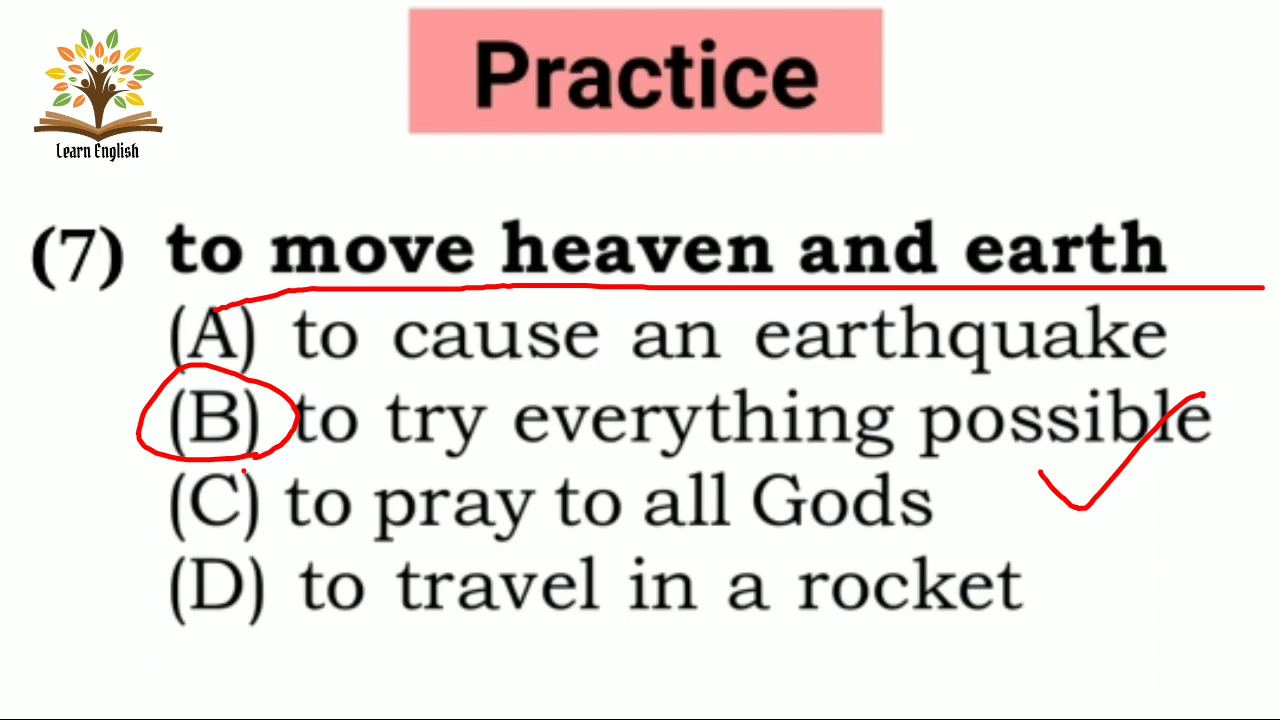 Practice
Learn English
(7) to move heaven and earth
(A) to cause an earthquake
(B) to try everything possible
(C) to pray to all Gods
(D) to travel in a rocket